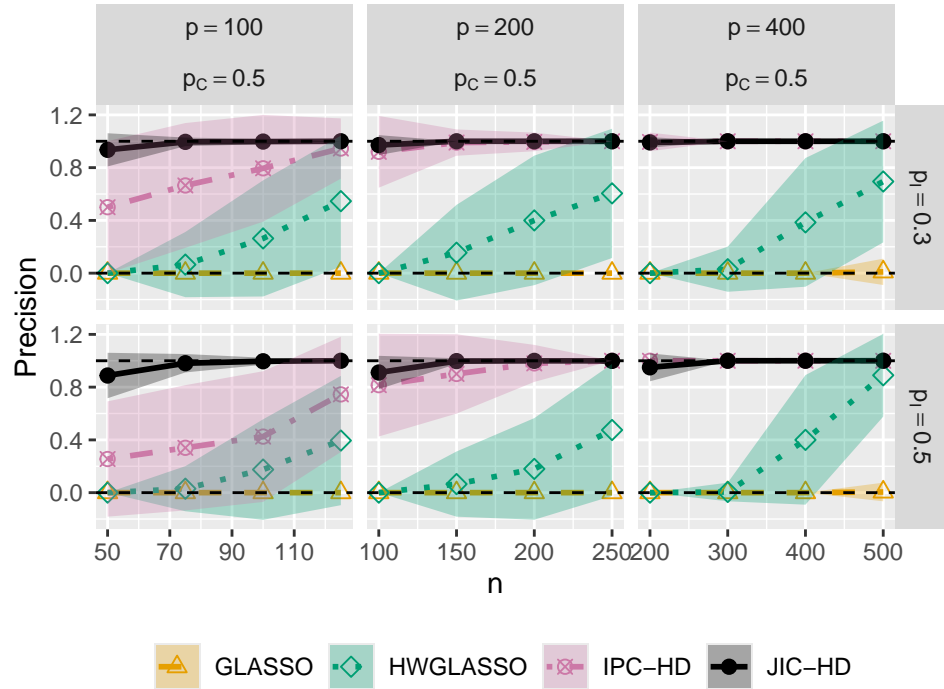 p = 100 p = 200 p = 400
p_C = 0.5 p_C = 0.5 p_C = 0.5
1.2
0.8
0.4
0.0
p_I = 0.3
1.2
0.8
0.4
0.0
p_I = 0.5
Precision
50 70 90 110 100 150 200 250 200 300 400 500
n
GLASSO HWGLASSO IPC−HD JIC−HD